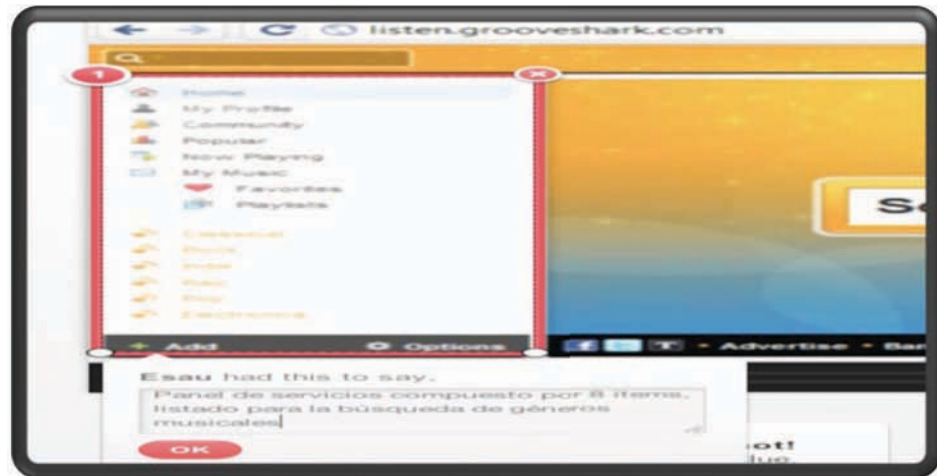 listen.grooveshark.com
1
Home
My Profile
Community
Popular
Now Playing
My Music
Favorites
Playlists
Classical
Rock
Indie
Rap
Pop
Electronica
+ Add Options
f T • Advertise •
Esau had this to say.
Panel de servicios compuesto por 8 items,
listado para la búsqueda de géneros
musicales
OK